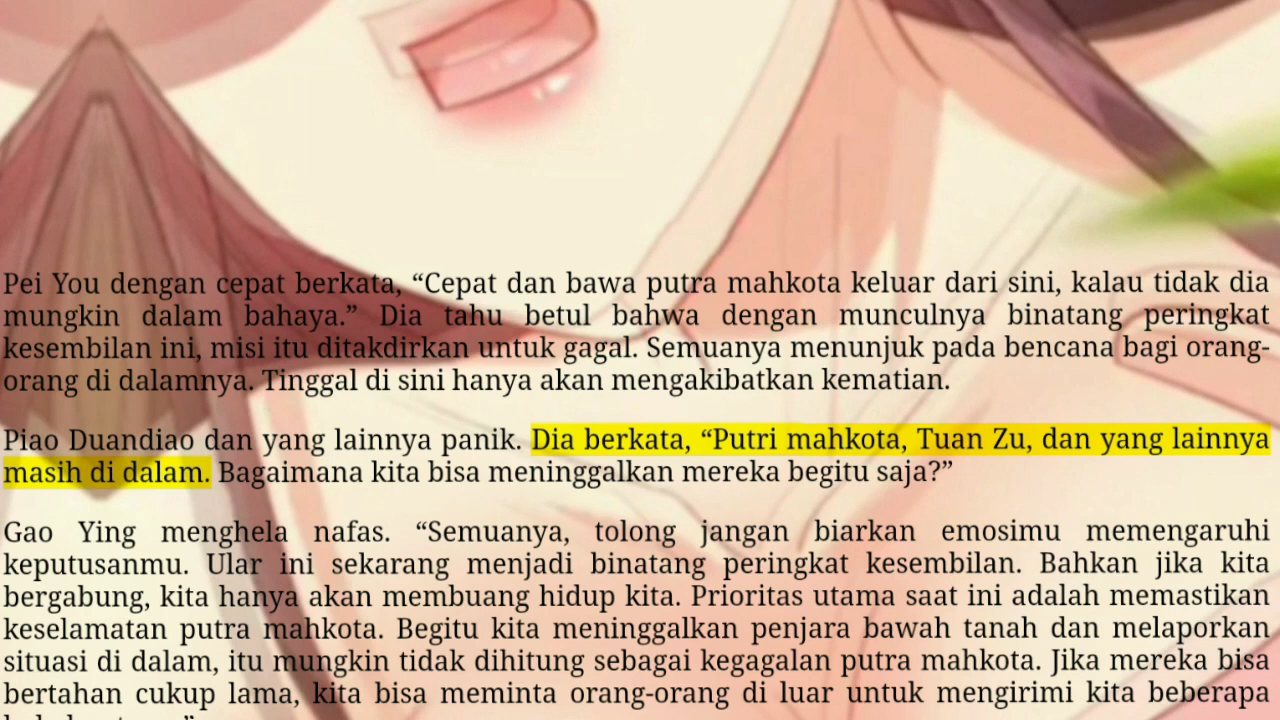 Pei You dengan cepat berkata, “Cepat dan bawa putra mahkota keluar dari sini, kalau tidak dia
mungkin dalam bahaya.” Dia tahu betul bahwa dengan munculnya binatang peringkat
kesembilan ini, misi itu ditakdirkan untuk gagal. Semuanya menunjuk pada bencana bagi orang-
orang di dalamnya. Tinggal di sini hanya akan mengakibatkan kematian.
Piao Duandiao dan yang lainnya panik. Dia berkata, “Putri mahkota, Tuan Zu, dan yang lainnya
masih di dalam. Bagaimana kita bisa meninggalkan mereka begitu saja?”
Gao Ying menghela nafas. “Semuanya, tolong jangan biarkan emosimu memengaruhi
keputusanmu. Ular ini sekarang menjadi binatang peringkat kesembilan. Bahkan jika kita
bergabung, kita hanya akan membuang hidup kita. Prioritas utama saat ini adalah memastikan
keselamatan putra mahkota. Begitu kita meninggalkan penjara bawah tanah dan melaporkan
situasi di dalam, itu mungkin tidak dihitung sebagai kegagalan putra mahkota. Jika mereka bisa
bertahan cukup lama, kita bisa meminta orang-orang di luar untuk mengirimi kita beberapa